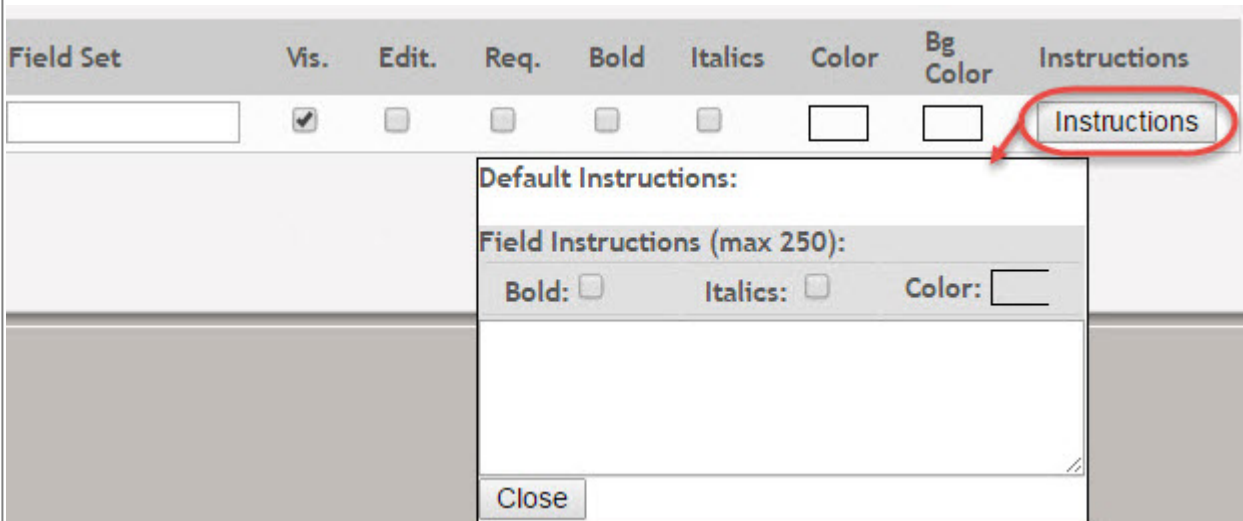 Field Set Vis. Edit. Req. Bold Italics Color Bg Color Instructions
Instructions
Default Instructions:
Field Instructions (max 250):
Bold: Italics: Color:
Close